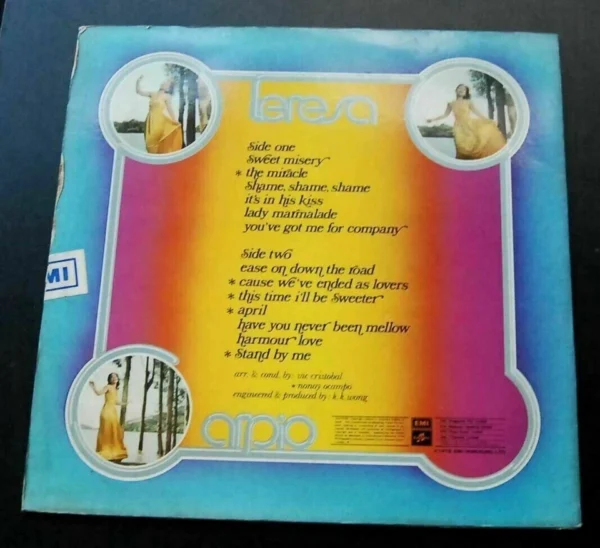 Teresa
Side one
Sweet misery
* the miracle
Shame, shame, shame
it's in his kiss
lady marmalade
you've got me for company
Side two
ease on down the road
* cause we've ended as lovers
* this time i'll be Sweeter
* april
have you never been mellow
harmour love
* Stand by me
arr. & cond. by: vic cristobal
* nonoy ocampo
engineered & produced by: k.k. wong
arpio
EMI
MI